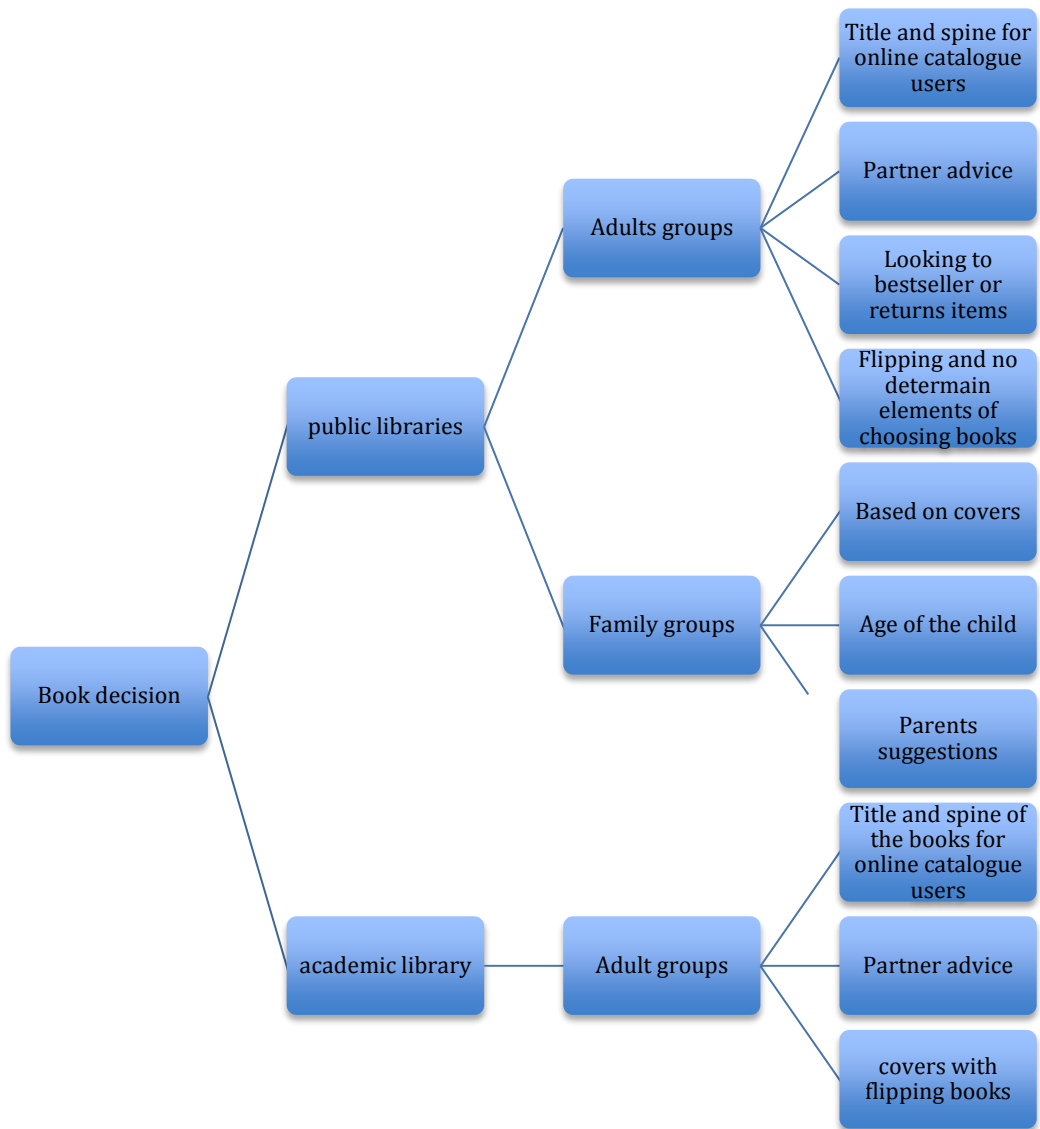 Title and spine for
online catalogue
users
Partner advice
Adults groups
Looking to
bestseller or
returns items
Flipping and no
determain
elements of
choosing books
public libraries
Based on covers
Family groups
Age of the child
Book decision
Parents
suggestions
Title and spine of
the books for
online catalogue
users
academic library
Adult groups
Partner advice
covers with
flipping books